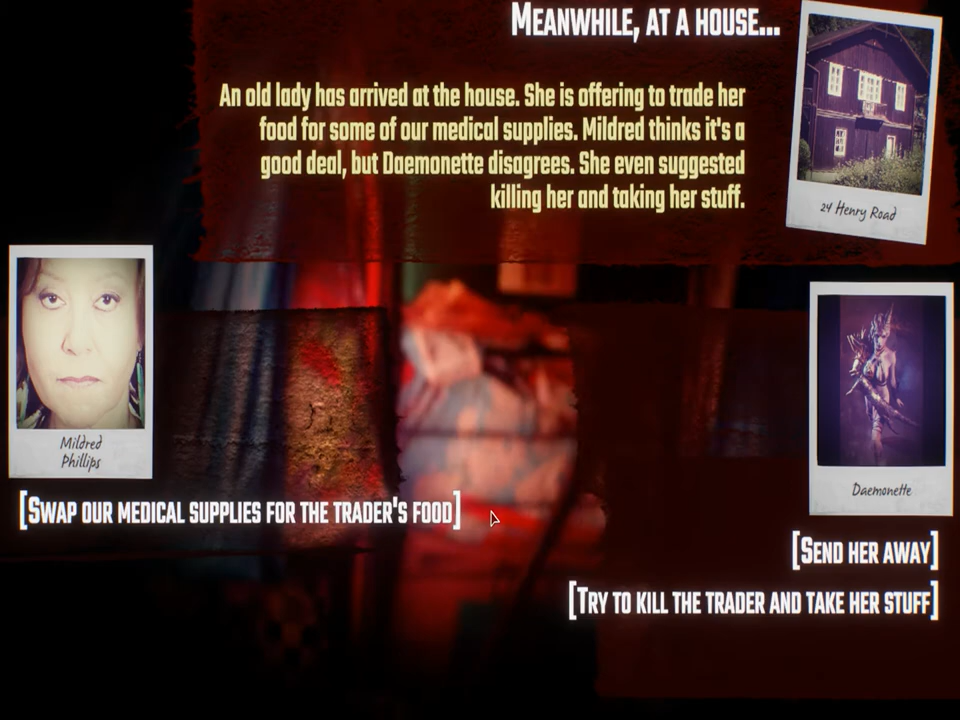 MEANWHILE, AT A HOUSE...
An old lady has arrived at the house. She is offering to trade her
food for some of our medical supplies. Mildred thinks it's a
good deal, but Daemonette disagrees. She even suggested
killing her and taking her stuff.
24 Henry Road
Mildred
Phillips
Daemonette
[SWAP OUR MEDICAL SUPPLIES FOR THE TRADER'S FOOD]
[SEND HER AWAY]
[TRY TO KILL THE TRADER AND TAKE HER STUFF]